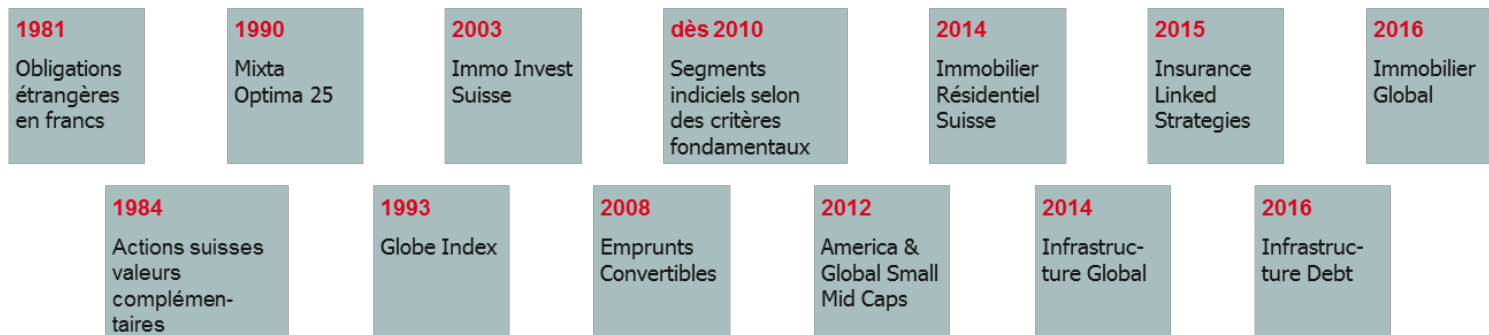 1981
Obligations
étrangères
en francs
1990
Mixta
Optima 25
2003
Immo Invest
Suisse
dès 2010
Segments
indiciels selon
des critères
fondamentaux
2014
Immobilier
Résidentiel
Suisse
2015
Insurance
Linked
Strategies
2016
Immobilier
Global
1984
Actions suisses
valeurs
complémen-
taires
1993
Globe Index
2008
Emprunts
Convertibles
2012
America &
Global Small
Mid Caps
2014
Infrastruc-
ture Global
2016
Infrastruc-
ture Debt